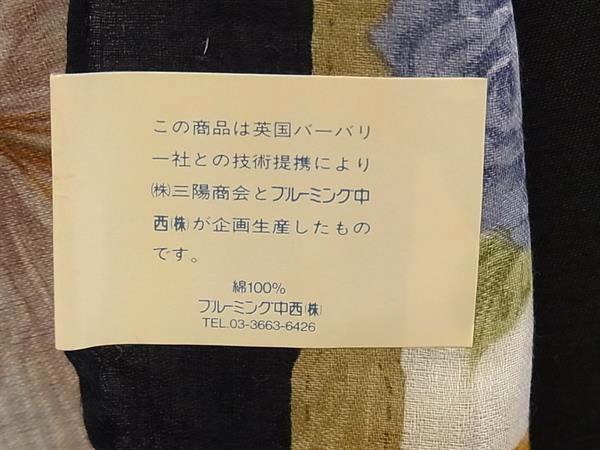 この商品は英国バーバリ
ー社との技術提携により
㈱三陽商会とブルーミング中
西㈱が企画生産したもの
です。
綿100%
ブルーミング中西㈱
TEL.03-3663-6426